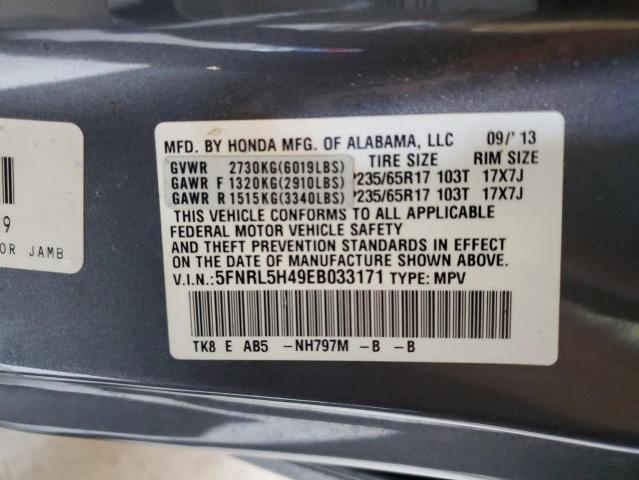 MFD. BY HONDA MFG. OF ALABAMA, LLC 09/'13
GVWR 2730KG(6019LBS) TIRE SIZE RIM SIZE
GAWR F 1320KG(2910LBS) P235/65R17 103T 17X7J
GAWR R 1515KG(3340LBS) P235/65R17 103T 17X7J
THIS VEHICLE CONFORMS TO ALL APPLICABLE
FEDERAL MOTOR VEHICLE SAFETY
AND THEFT PREVENTION STANDARDS IN EFFECT
ON THE DATE OF MANUFACTURE SHOWN ABOVE.
V.I.N.:5FNRL5H49EB033171 TYPE: MPV
TK8 E AB5 -NH797M -B -B
9
OR JAMB